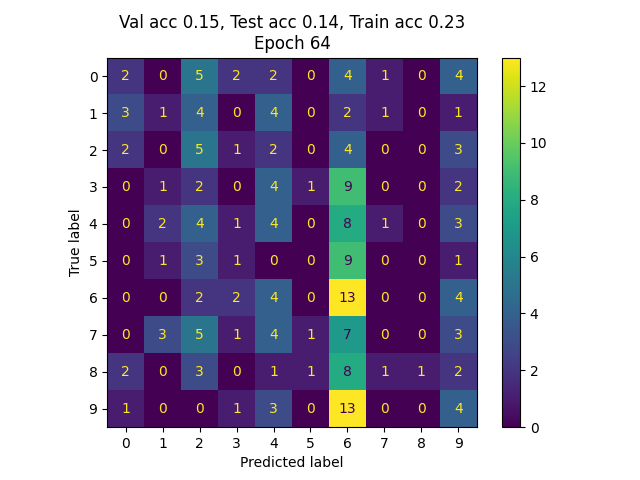 Val acc 0.15, Test acc 0.14, Train acc 0.23
Epoch 64
True label
0 2 0 5 2 2 0 4 1 0 4
1 3 1 4 0 4 0 2 1 0 1
2 2 0 5 1 2 0 4 0 0 3
3 0 1 2 0 4 1 9 0 0 2
4 0 2 4 1 4 0 8 1 0 3
5 0 1 3 1 0 0 9 0 0 1
6 0 0 2 2 4 0 13 0 0 4
7 0 3 5 1 4 1 7 0 0 3
8 2 0 3 0 1 1 8 1 1 2
9 1 0 0 1 3 0 13 0 0 4
0 1 2 3 4 5 6 7 8 9
Predicted label
12
10
8
6
4
2
0